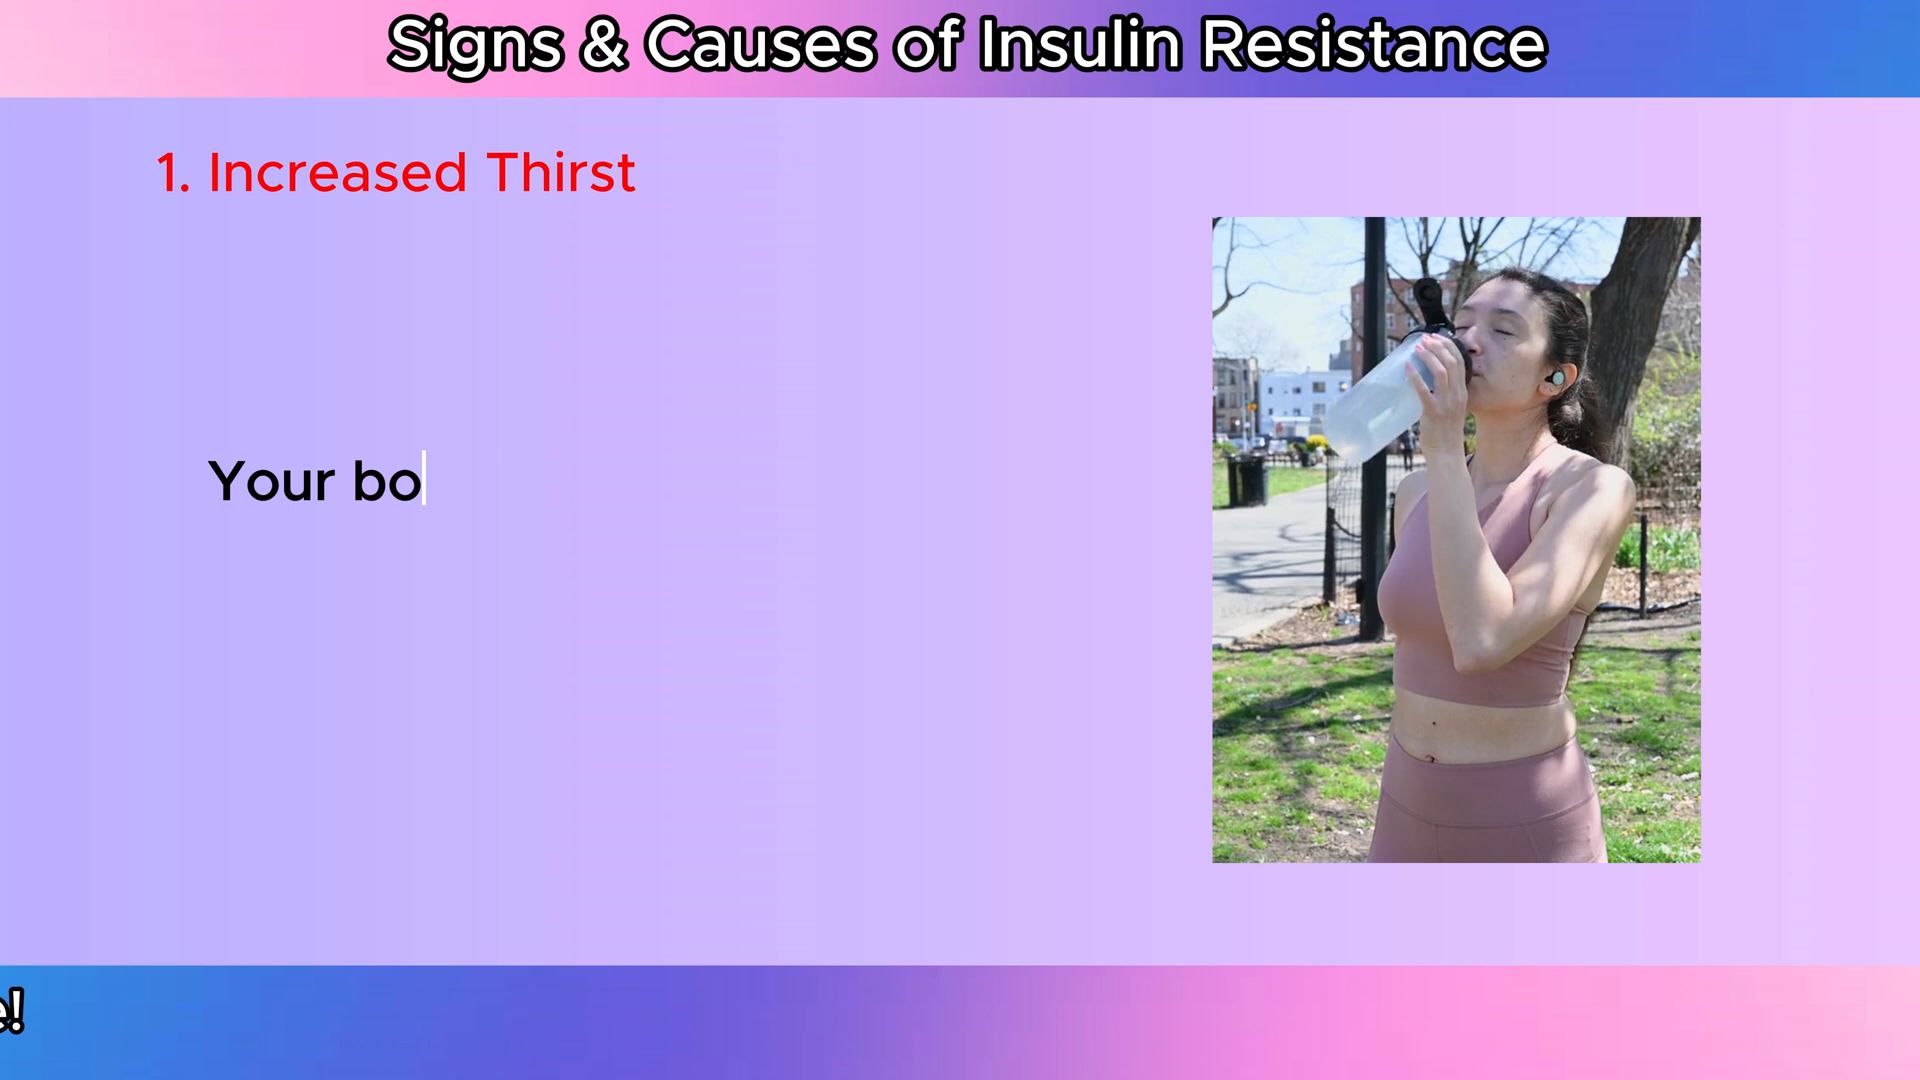 Signs & Causes of Insulin Resistance
1. Increased Thirst
Your bo
e!